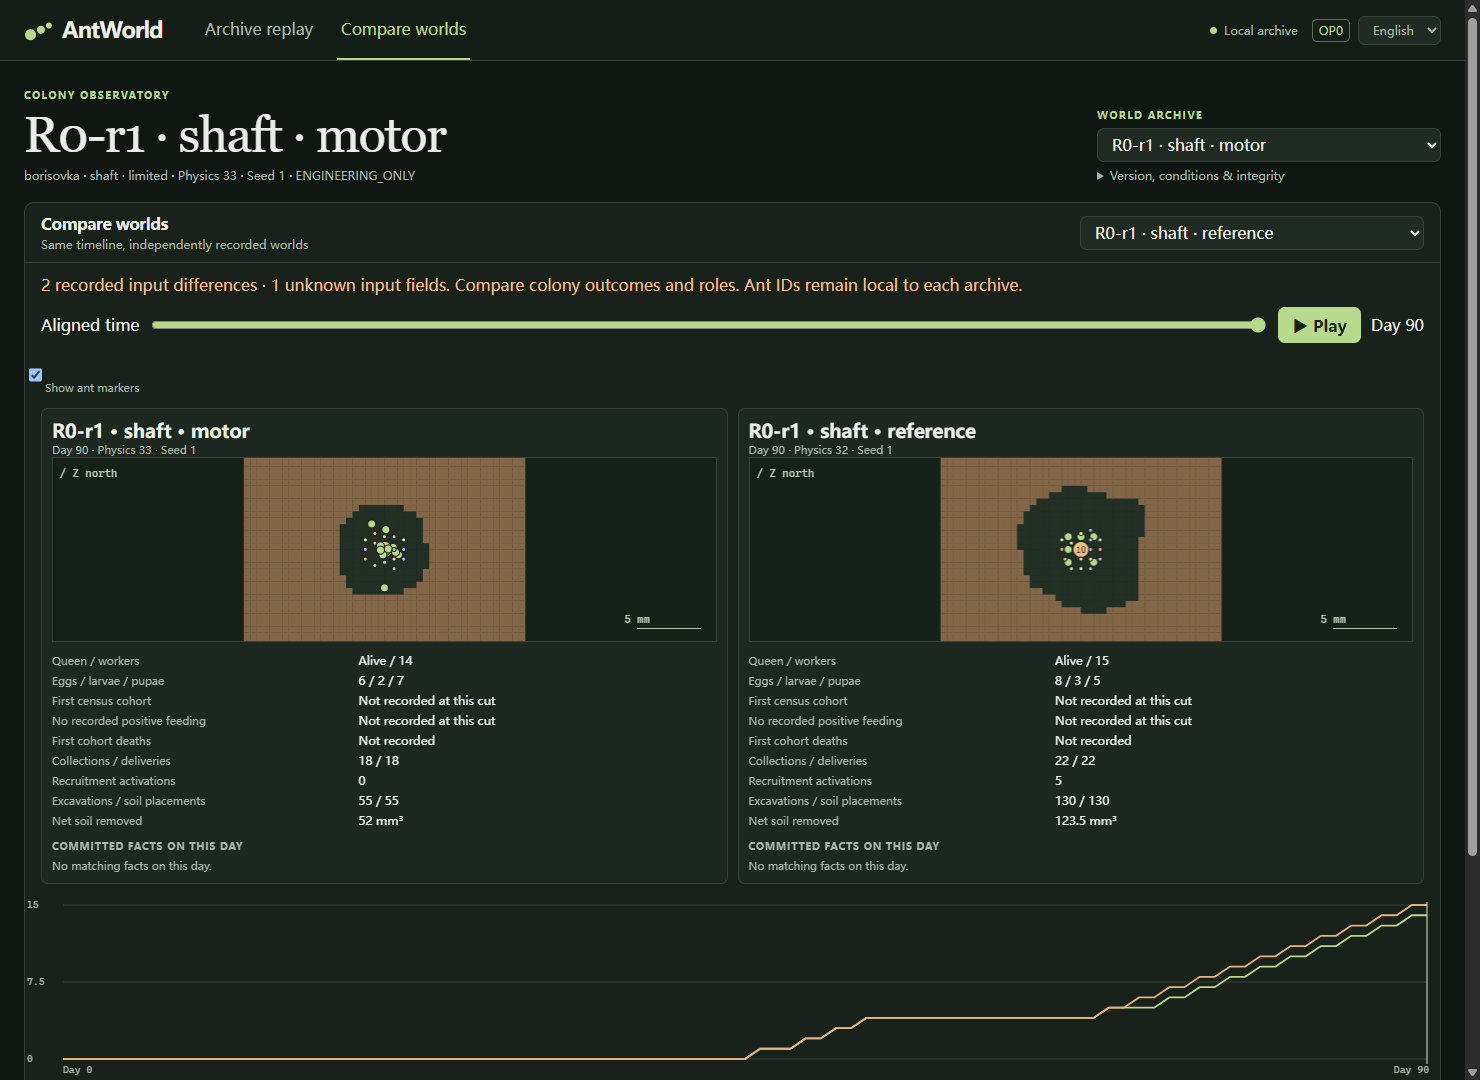 AntWorld Archive replay Compare worlds Local archive OP0 English
COLONY OBSERVATORY
R0-r1 · shaft · motor
borisovka · shaft · limited · Physics 33 · Seed 1 · ENGINEERING_ONLY
WORLD ARCHIVE
R0-r1 · shaft · motor
Version, conditions & integrity
Compare worlds
Same timeline, independently recorded worlds
R0-r1 · shaft · reference
2 recorded input differences · 1 unknown input fields. Compare colony outcomes and roles. Ant IDs remain local to each archive.
Aligned time Play Day 90
Show ant markers
R0-r1 • shaft • motor
Day 90 · Physics 33 · Seed 1
/ Z north
5 mm
Queen / workers Alive / 14
Eggs / larvae / pupae 6 / 2 / 7
First census cohort Not recorded at this cut
No recorded positive feeding Not recorded at this cut
First cohort deaths Not recorded
Collections / deliveries 18 / 18
Recruitment activations 0
Excavations / soil placements 55 / 55
Net soil removed 52 mm³
COMMITTED FACTS ON THIS DAY
No matching facts on this day.
R0-r1 • shaft • reference
Day 90 · Physics 32 · Seed 1
/ Z north
10
5 mm
Queen / workers Alive / 15
Eggs / larvae / pupae 8 / 3 / 5
First census cohort Not recorded at this cut
No recorded positive feeding Not recorded at this cut
First cohort deaths Not recorded
Collections / deliveries 22 / 22
Recruitment activations 5
Excavations / soil placements 130 / 130
Net soil removed 123.5 mm³
COMMITTED FACTS ON THIS DAY
No matching facts on this day.
15
7.5
0
Day 0 Day 90